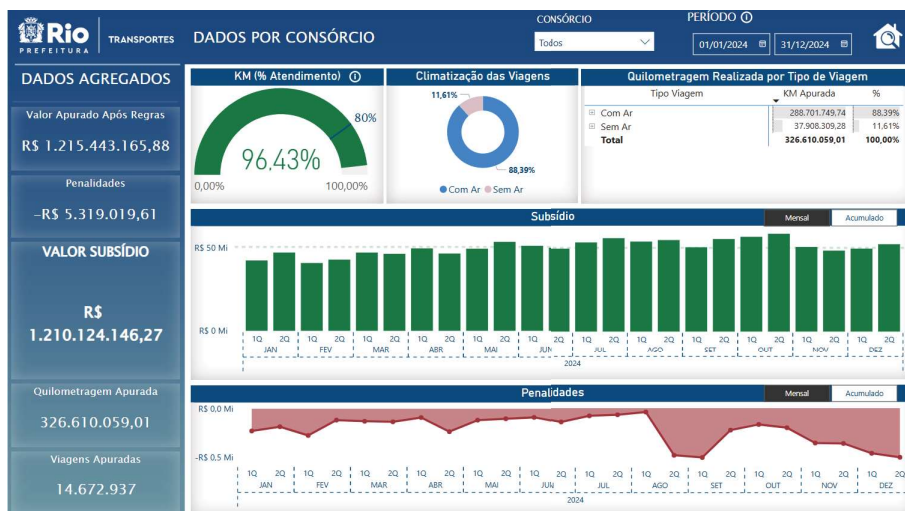 Rio
PREFEITURA
TRANSPORTES
DADOS POR CONSÓRCIO
CONSÓRCIO
Todos
PERÍODO
01/01/2024
31/12/2024
DADOS AGREGADOS
Valor Apurado Após Regras
R$ 1.215.443.165,88
Penalidades
-R$ 5.319.019,61
VALOR SUBSÍDIO
R$
1.210.124.146,27
Quilometragem Apurada
326.610.059,01
Viagens Apuradas
14.672.937
KM (% Atendimento)
80%
96,43%
0,00%
100,00%
Climatização das Viagens
11,61%
88,39%
Com Ar Sem Ar
Quilometragem Realizada por Tipo de Viagem
Tipo Viagem KM Apurada %
Com Ar 288.701.749,74 88,39%
Sem Ar 37.908.309,28 11,61%
Total 326.610.059,01 100,00%
Subsídio
Mensal Acumulado
R$ 50 Mi
R$ 0 Mi
1Q 2Q 1Q 2Q 1Q 2Q 1Q 2Q 1Q 2Q 1Q 2Q 1Q 2Q 1Q 2Q 1Q 2Q 1Q 2Q 1Q 2Q 1Q 2Q
JAN FEV MAR ABR MAI JUN JUL AGO SET OUT NOV DEZ
2024
Penalidades
Mensal Acumulado
R$ 0,0 Mi
-R$ 0,5 Mi
1Q 2Q 1Q 2Q 1Q 2Q 1Q 2Q 1Q 2Q 1Q 2Q 1Q 2Q 1Q 2Q 1Q 2Q 1Q 2Q 1Q 2Q 1Q 2Q
JAN FEV MAR ABR MAI JUN JUL AGO SET OUT NOV DEZ
2024